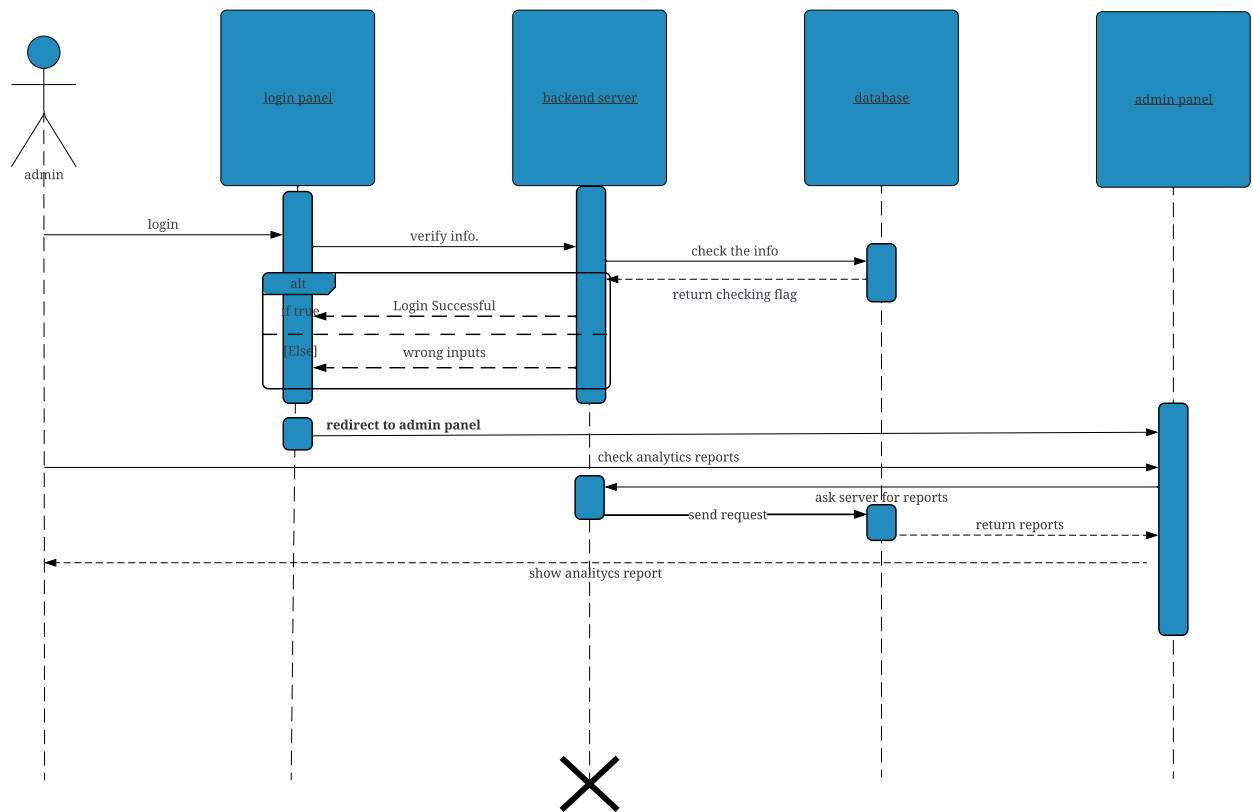 login panel
backend server
database
admin panel
admin
login
verify info.
check the info
alt
return checking flag
if true
Login Successful
[Else]
wrong inputs
redirect to admin panel
check analytics reports
ask server for reports
send request
return reports
show analitycs report